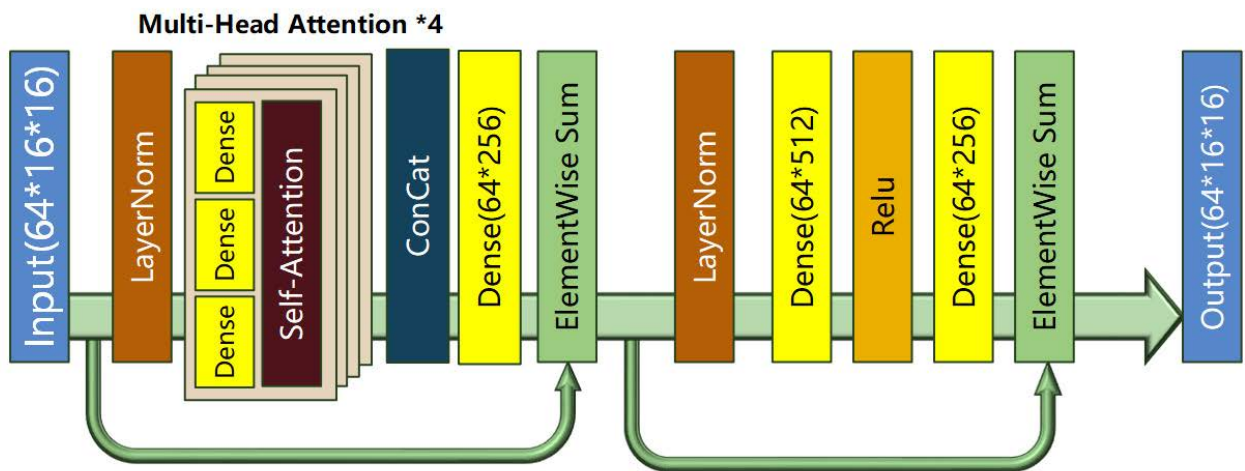 Multi-Head Attention *4
Input(64*16*16)
LayerNorm
Dense
Dense
Dense
Self-Attention
ConCat
Dense(64*256)
ElementWise Sum
LayerNorm
Dense(64*512)
Relu
Dense(64*256)
ElementWise Sum
Output(64*16*16)